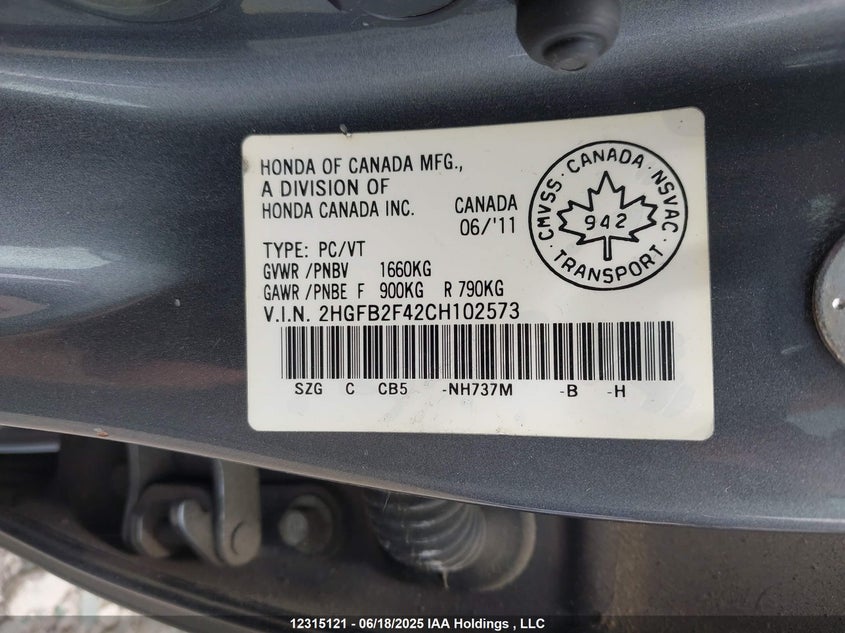 HONDA OF CANADA MFG.,
A DIVISION OF
HONDA CANADA INC. CANADA
06/'11
TYPE: PC/VT
GVWR /PNBV 1660KG
GAWR /PNBE F 900KG R 790KG
V.I.N. 2HGFB2F42CH102573
SZG C CB5 -NH737M -B -H
CMVSS · CANADA · NSVAC
942
TRANSPORT
12315121 - 06/18/2025 IAA Holdings , LLC